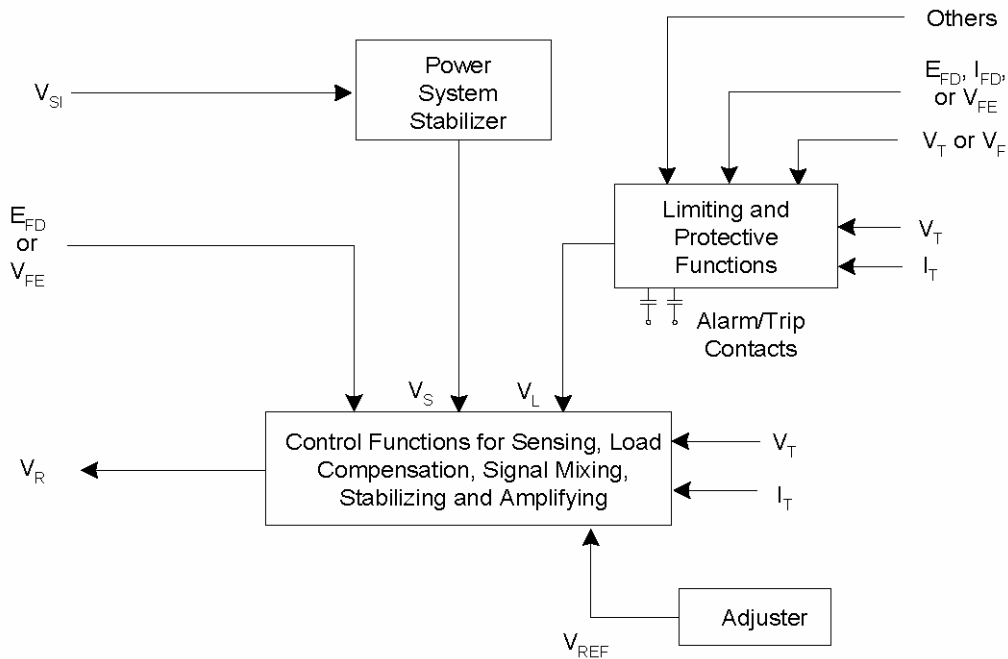 Others
Power
System
Stabilizer
V_SI
E_FD, I_FD,
or V_FE
V_T or V_F
E_FD
or
V_FE
Limiting and
Protective
Functions
V_T
I_T
Alarm/Trip
Contacts
V_S
V_L
Control Functions for Sensing, Load
Compensation, Signal Mixing,
Stabilizing and Amplifying
V_T
V_R
I_T
Adjuster
V_REF